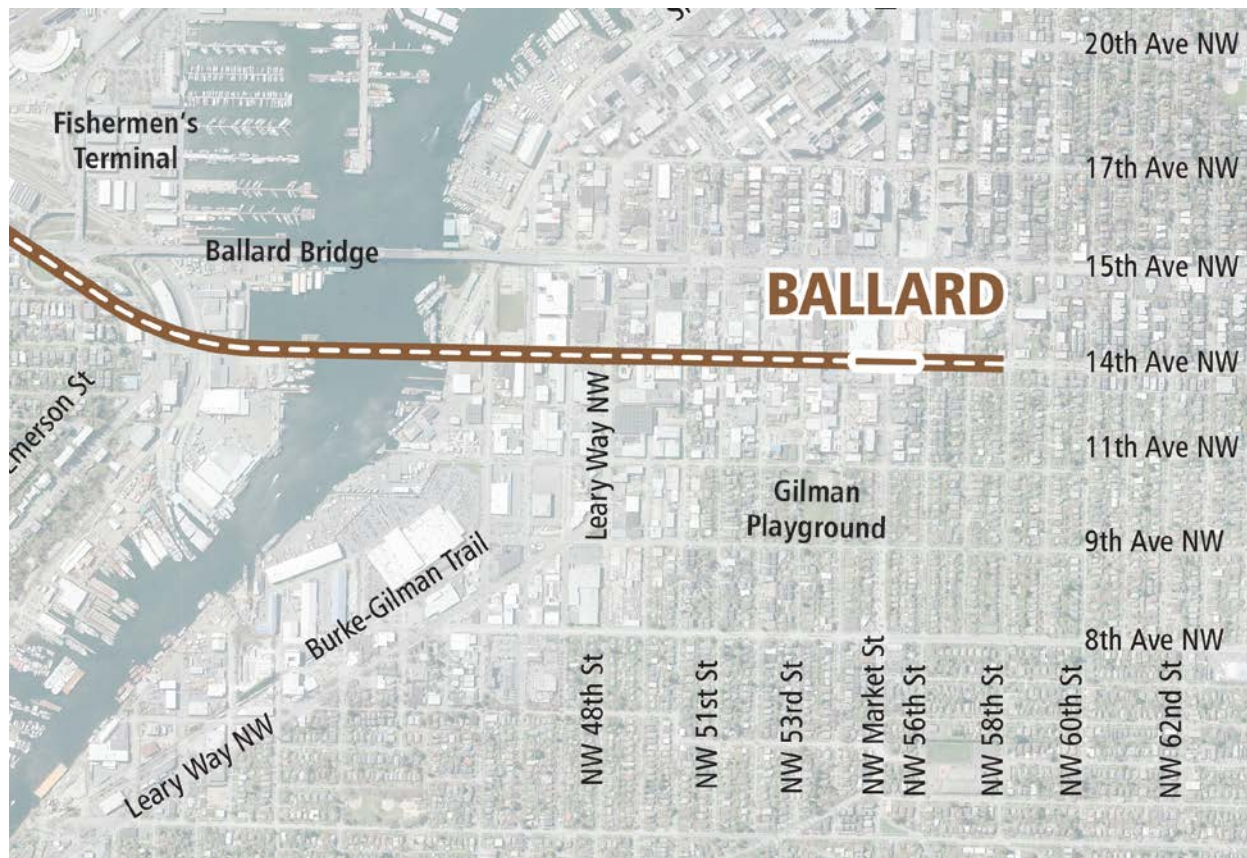 20th Ave NW
Fishermen's
Terminal
17th Ave NW
Ballard Bridge
15th Ave NW
BALLARD
14th Ave NW
Emerson St
Leary Way NW
11th Ave NW
Gilman
Playground
9th Ave NW
Burke-Gilman Trail
8th Ave NW
Leary Way NW
NW 48th St
NW 51st St
NW 53rd St
NW Market St
NW 56th St
NW 58th St
NW 60th St
NW 62nd St